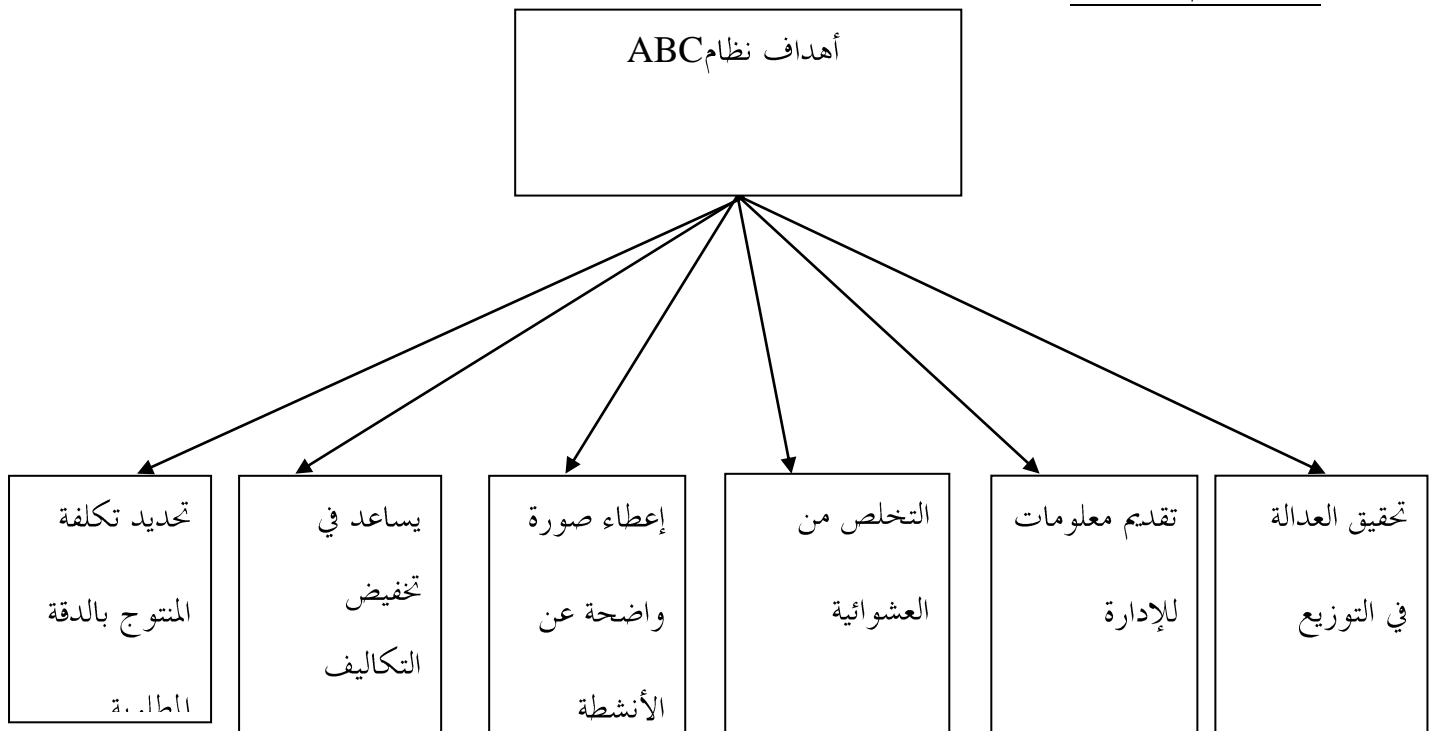 أهداف نظامABC
تحقيق العدالة
في التوزيع
تقديم معلومات
للإدارة
التخلص من
العشوائية
إعطاء صورة
واضحة عن
الأنشطة
يساعد في
تخفيض
التكاليف
تحديد تكلفة
المنتوج بالدقة